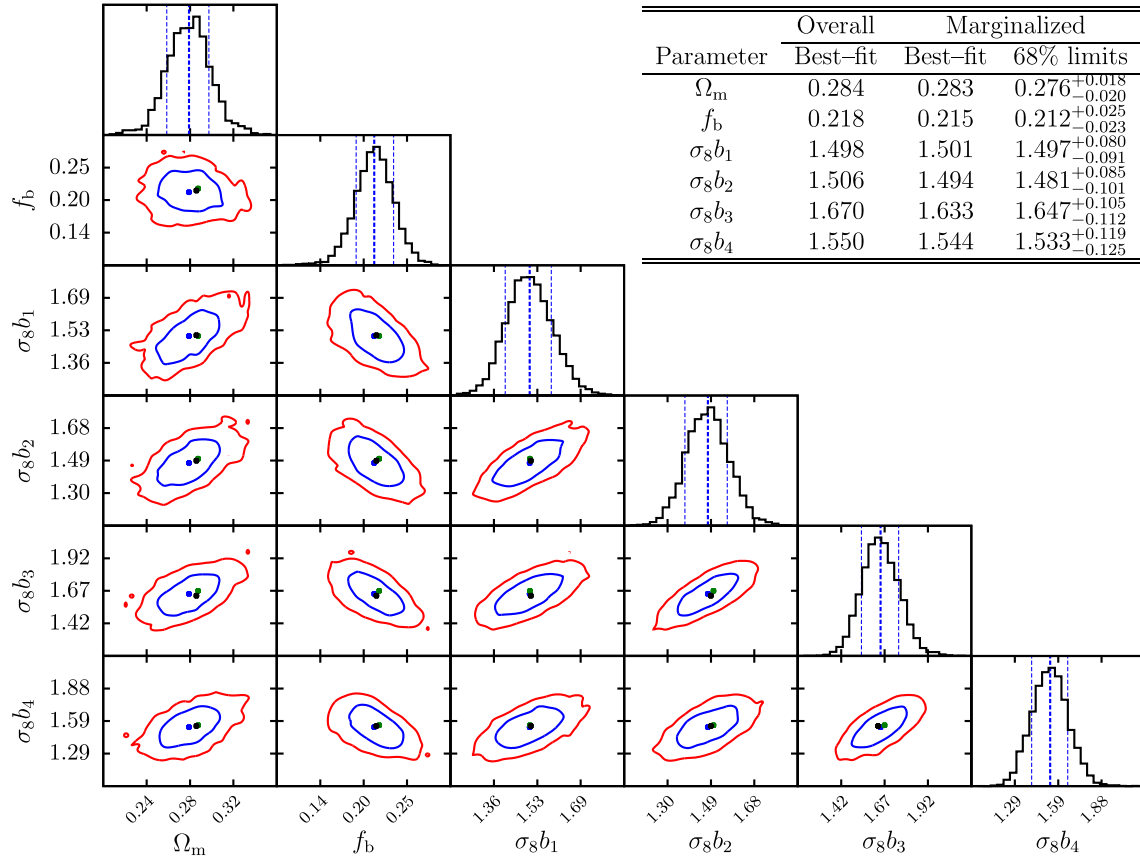 Overall Marginalized
Parameter Best–fit Best–fit 68% limits
Ωm 0.284 0.283 0.276+0.018−0.020
fb 0.218 0.215 0.212+0.025−0.023
σ8b1 1.498 1.501 1.497+0.080−0.091
σ8b2 1.506 1.494 1.481+0.085−0.101
σ8b3 1.670 1.633 1.647+0.105−0.112
σ8b4 1.550 1.544 1.533+0.119−0.125
fb
0.25
0.20
0.14
σ8b1
1.69
1.53
1.36
σ8b2
1.68
1.49
1.30
σ8b3
1.92
1.67
1.42
σ8b4
1.88
1.59
1.29
0.24 0.28 0.32 0.14 0.20 0.25 1.36 1.53 1.69 1.30 1.49 1.68 1.42 1.67 1.92 1.29 1.59 1.88
Ωm fb σ8b1 σ8b2 σ8b3 σ8b4